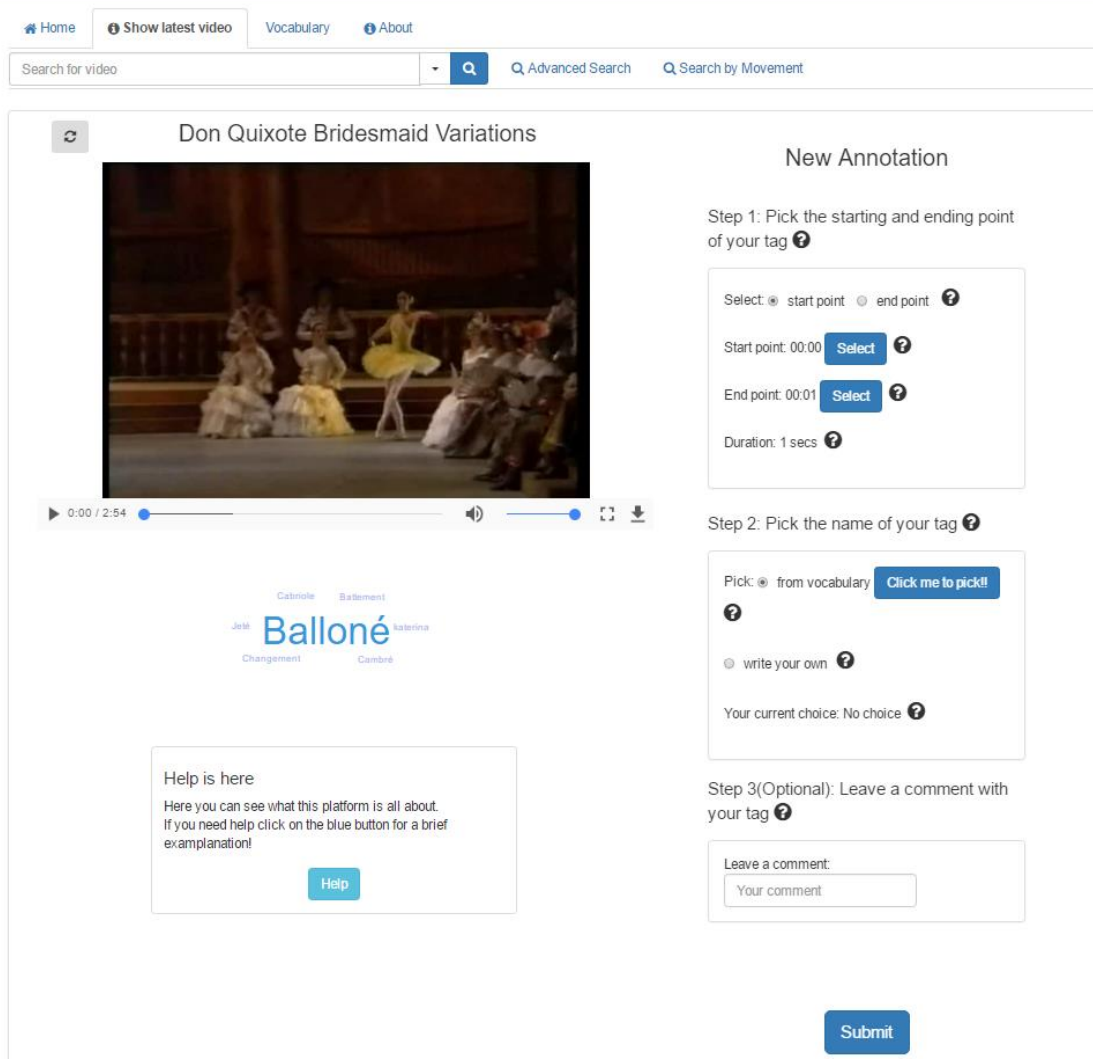 Home
Show latest video
Vocabulary
About
Search for video
Advanced Search
Search by Movement
Don Quixote Bridesmaid Variations
0:00 / 2:54
Cabriole
Battement
Jeté
Balloné
katerina
Changement
Cambré
Help is here
Here you can see what this platform is all about.
If you need help click on the blue button for a brief
examplanation!
Help
New Annotation
Step 1: Pick the starting and ending point
of your tag
Select: start point end point
Start point: 00:00 Select
End point: 00:01 Select
Duration: 1 secs
Step 2: Pick the name of your tag
Pick: from vocabulary Click me to pick!!
write your own
Your current choice: No choice
Step 3(Optional): Leave a comment with
your tag
Leave a comment:
Your comment
Submit